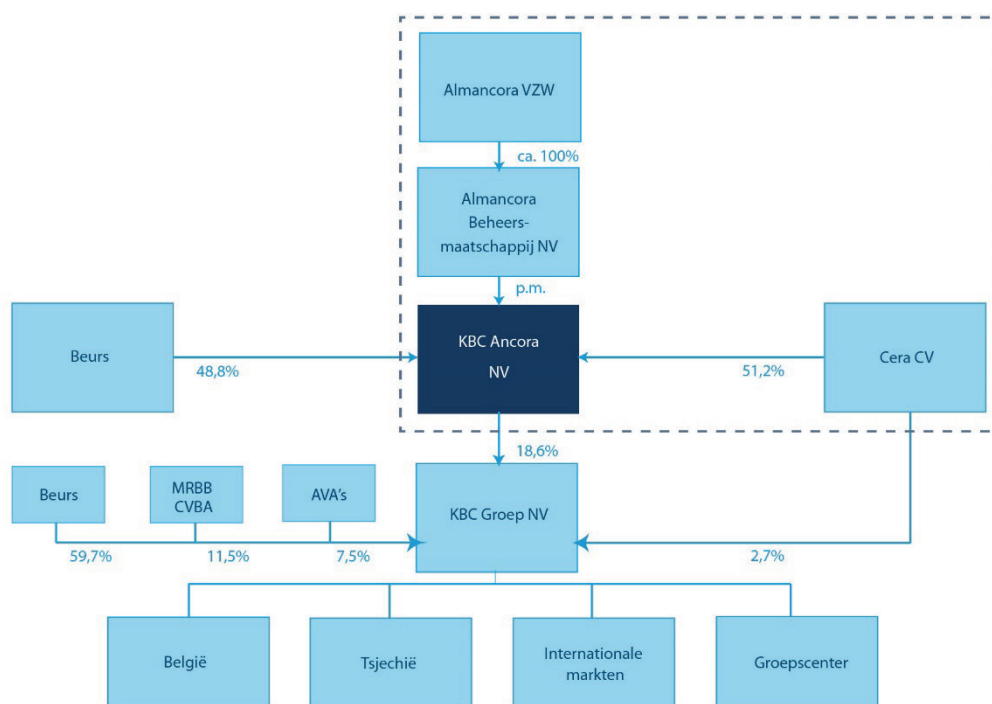 Almancora VZW
ca. 100%
Almancora
Beheers-
maatschappij NV
p.m.
Beurs
48,8%
KBC Ancora
NV
51,2%
Cera CV
18,6%
Beurs
MRBB
CVBA
AVA's
KBC Groep NV
59,7%
11,5%
7,5%
2,7%
België
Tsjechië
Internationale
markten
Groepscenter